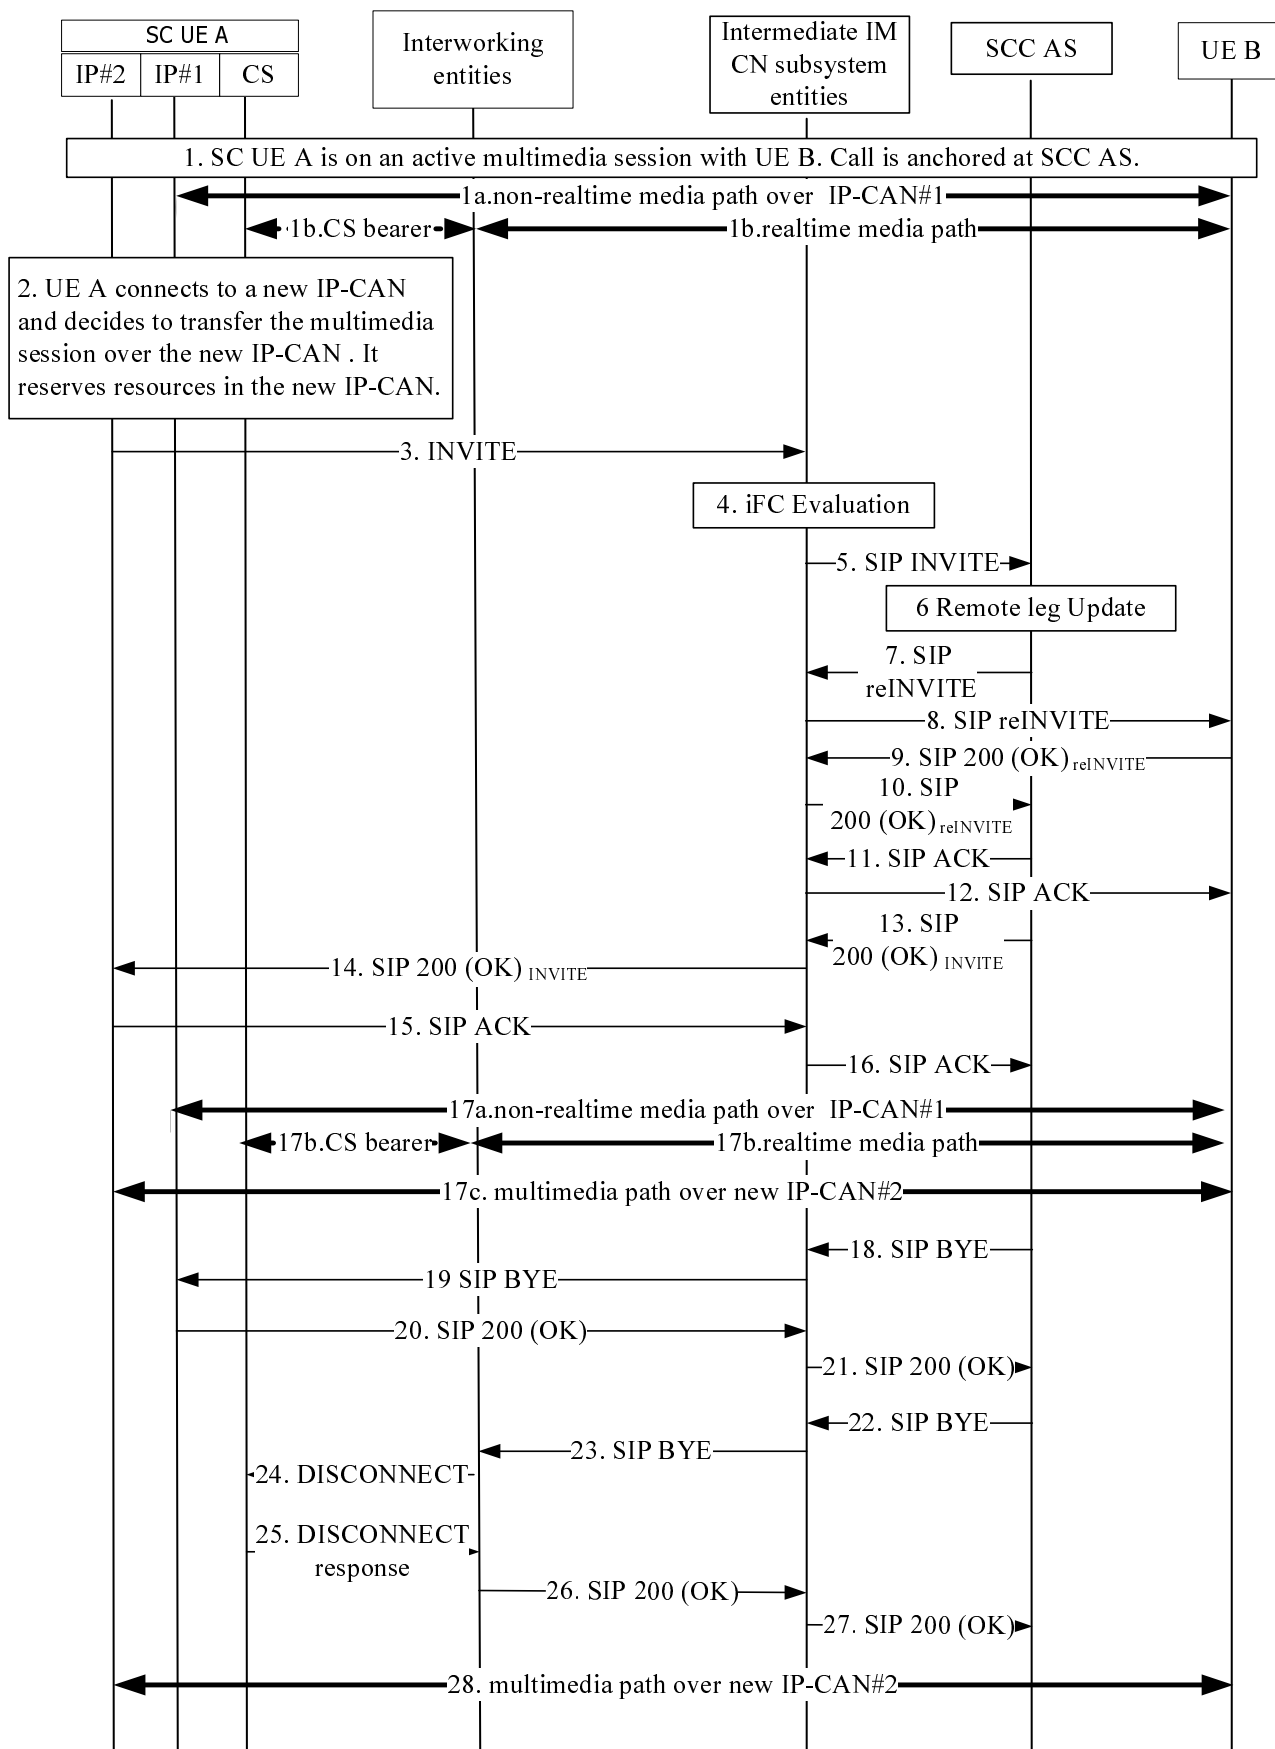 SC UE A
IP#2
IP#1
CS
Interworking
entities
Intermediate IM
CN subsystem
entities
SCC AS
UE B
1. SC UE A is on an active multimedia session with UE B. Call is anchored at SCC AS.
1a.non-realtime media path over IP-CAN#1
1b.CS bearer
1b.realtime media path
2. UE A connects to a new IP-CAN
and decides to transfer the multimedia
session over the new IP-CAN . It
reserves resources in the new IP-CAN.
3. INVITE
4. iFC Evaluation
5. SIP INVITE
6 Remote leg Update
7. SIP
reINVITE
8. SIP reINVITE
9. SIP 200 (OK) reINVITE
10. SIP
200 (OK) reINVITE
11. SIP ACK
12. SIP ACK
13. SIP
200 (OK) INVITE
14. SIP 200 (OK) INVITE
15. SIP ACK
16. SIP ACK
17a.non-realtime media path over IP-CAN#1
17b.CS bearer
17b.realtime media path
17c. multimedia path over new IP-CAN#2
18. SIP BYE
19 SIP BYE
20. SIP 200 (OK)
21. SIP 200 (OK)
22. SIP BYE
23. SIP BYE
24. DISCONNECT
25. DISCONNECT
response
26. SIP 200 (OK)
27. SIP 200 (OK)
28. multimedia path over new IP-CAN#2